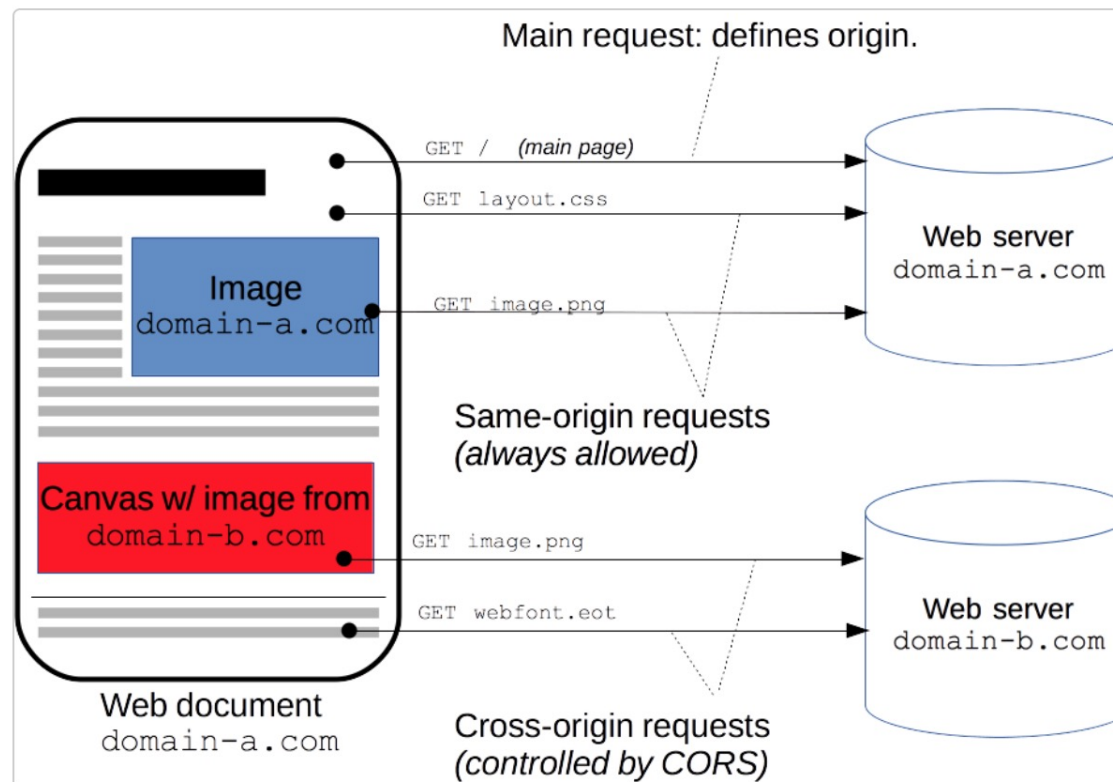 Main request: defines origin.
GET / (main page)
GET layout.css
Image
domain-a.com
GET image.png
Web server
domain-a.com
Same-origin requests
(always allowed)
Canvas w/ image from
domain-b.com
GET image.png
GET webfont.eot
Web server
domain-b.com
Web document
domain-a.com
Cross-origin requests
(controlled by CORS)